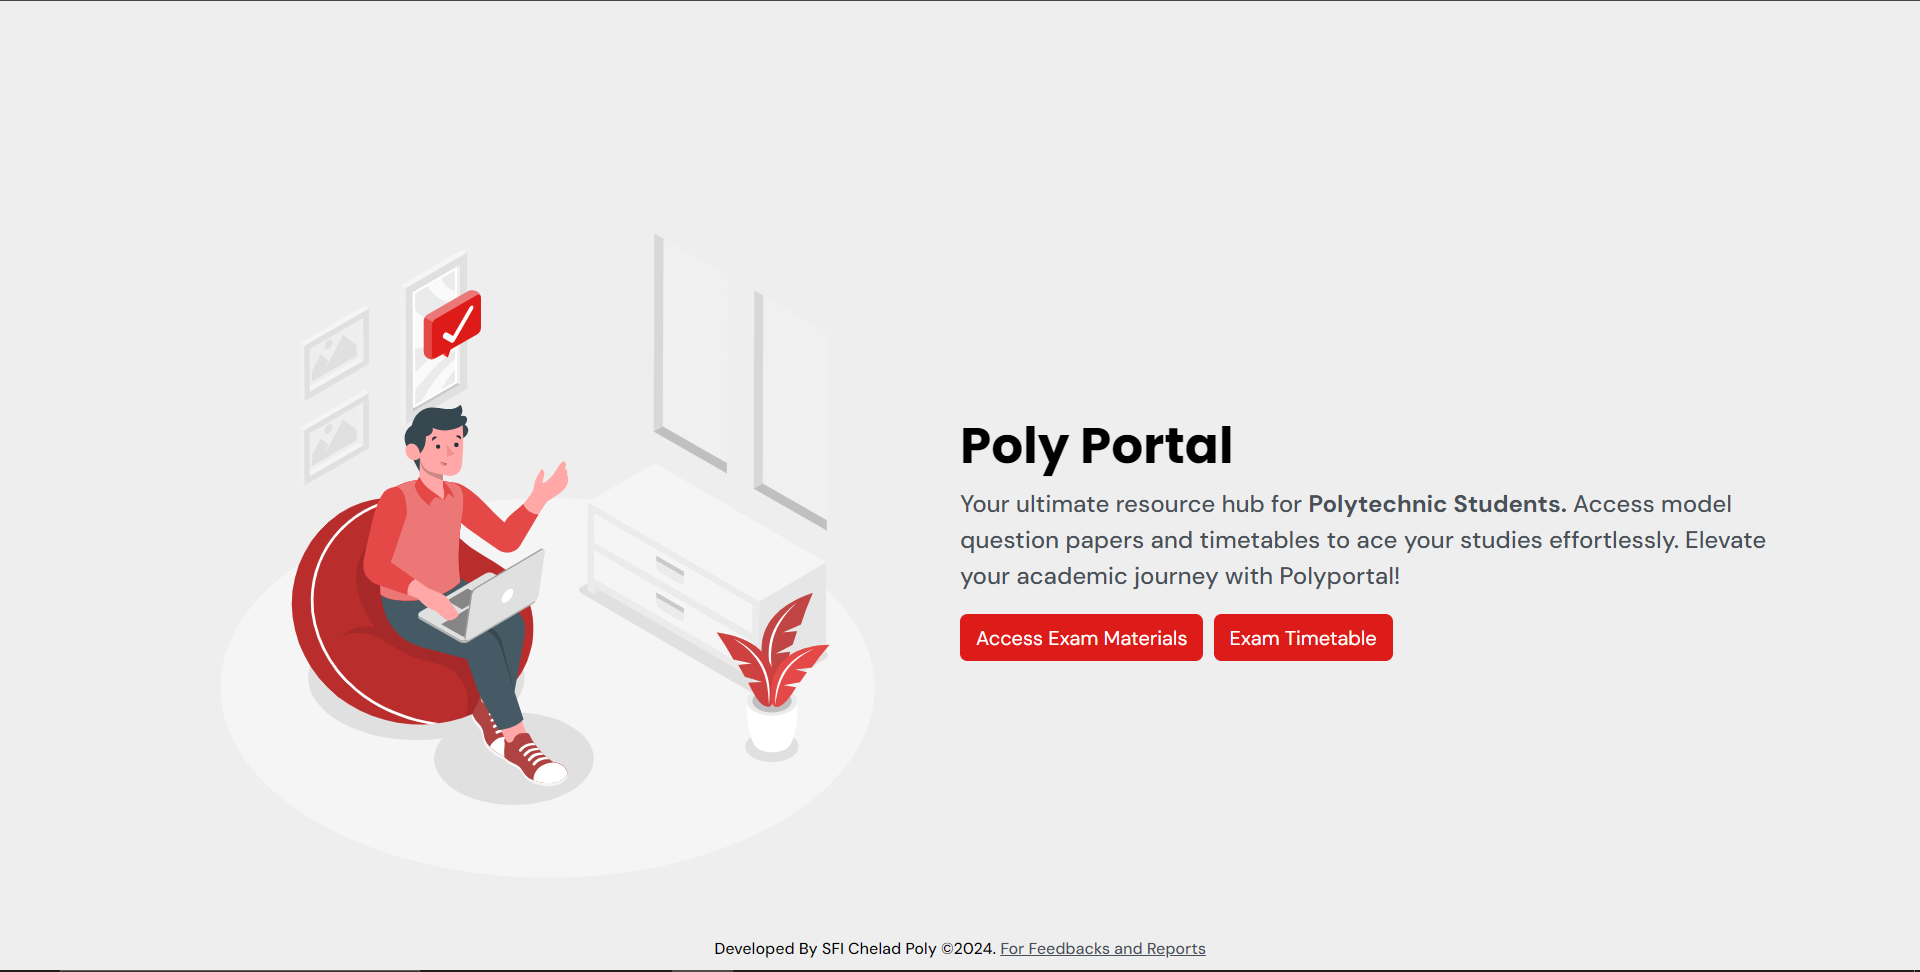 Poly Portal
Your ultimate resource hub for Polytechnic Students. Access model
question papers and timetables to ace your studies effortlessly. Elevate
your academic journey with Polyportal!
Access Exam Materials
Exam Timetable
Developed By SFI Chelad Poly ©2024. For Feedbacks and Reports